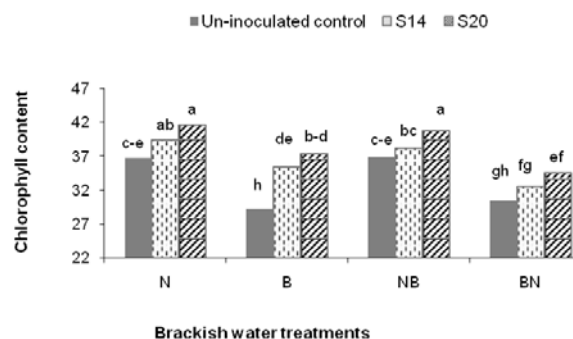 Un-inoculated control S14 S20
Chlorophyll content
47
42
37
32
27
22
c-e ab a
h de b-d
c-e bc a
gh fg ef
N B NB BN
Brackish water treatments